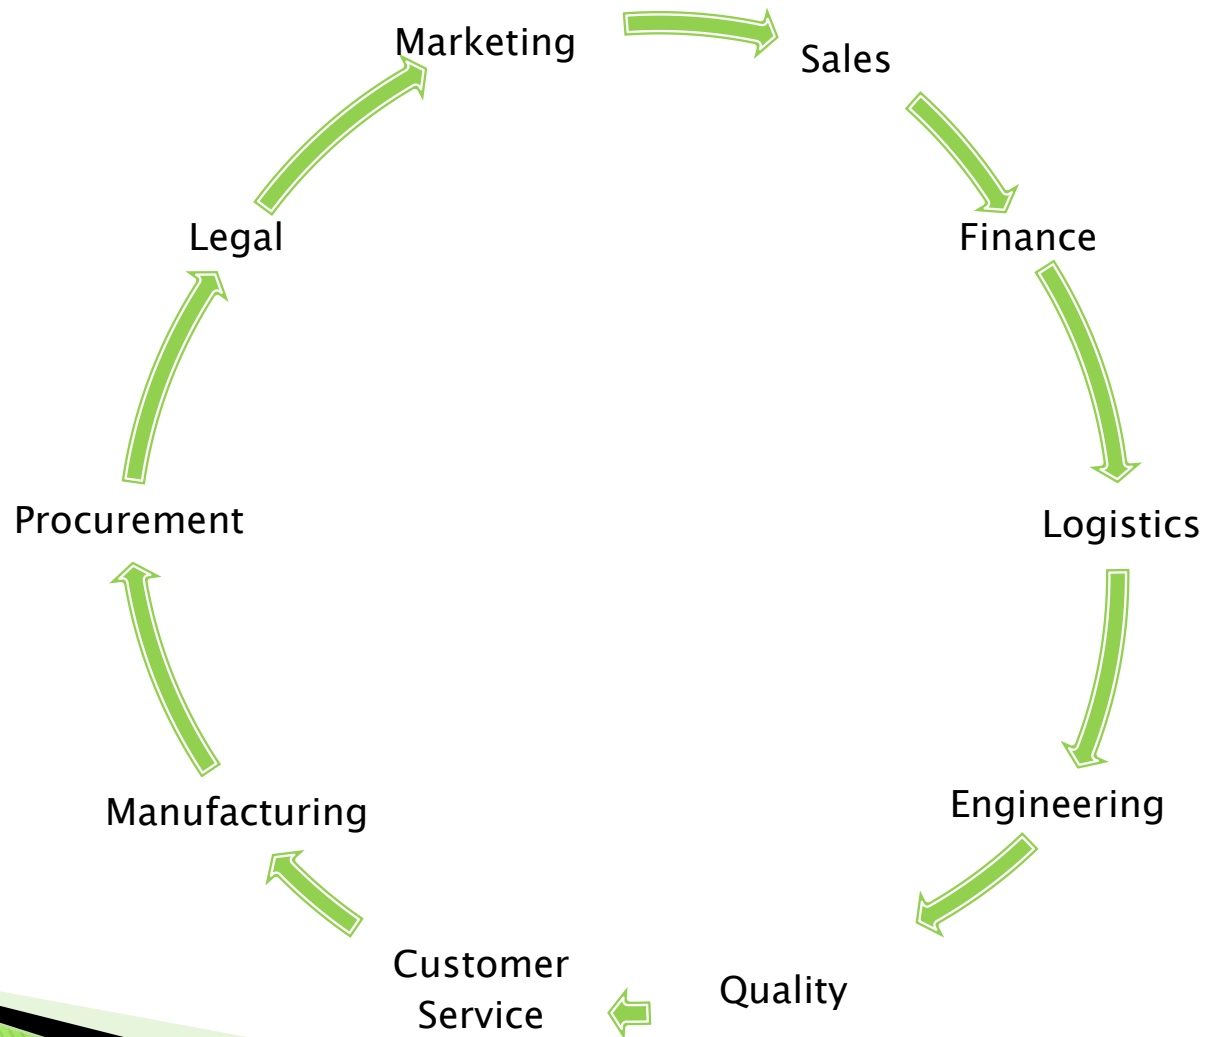 Marketing
Sales
Finance
Logistics
Engineering
Quality
Customer
Service
Manufacturing
Procurement
Legal